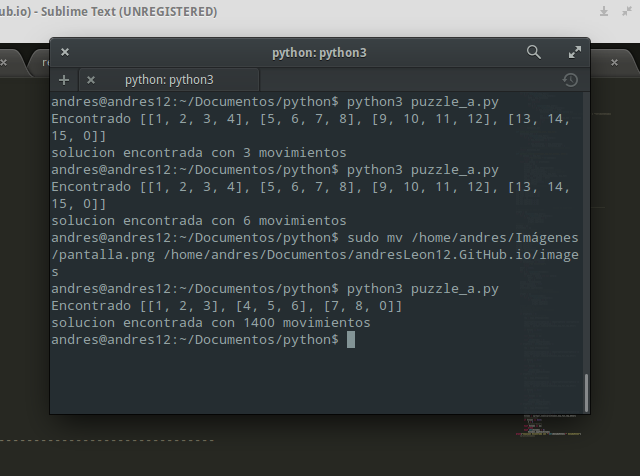 ub.io) - Sublime Text (UNREGISTERED)
python: python3
python: python3
andres@andres12:~/Documentos/python$ python3 puzzle_a.py
Encontrado [[1, 2, 3, 4], [5, 6, 7, 8], [9, 10, 11, 12], [13, 14,
15, 0]]
solucion encontrada con 3 movimientos
andres@andres12:~/Documentos/python$ python3 puzzle_a.py
Encontrado [[1, 2, 3, 4], [5, 6, 7, 8], [9, 10, 11, 12], [13, 14,
15, 0]]
solucion encontrada con 6 movimientos
andres@andres12:~/Documentos/python$ sudo mv /home/andres/Imágenes
/pantalla.png /home/andres/Documentos/andresLeon12.GitHub.io/image
s
andres@andres12:~/Documentos/python$ python3 puzzle_a.py
Encontrado [[1, 2, 3], [4, 5, 6], [7, 8, 0]]
solucion encontrada con 1400 movimientos
andres@andres12:~/Documentos/python$